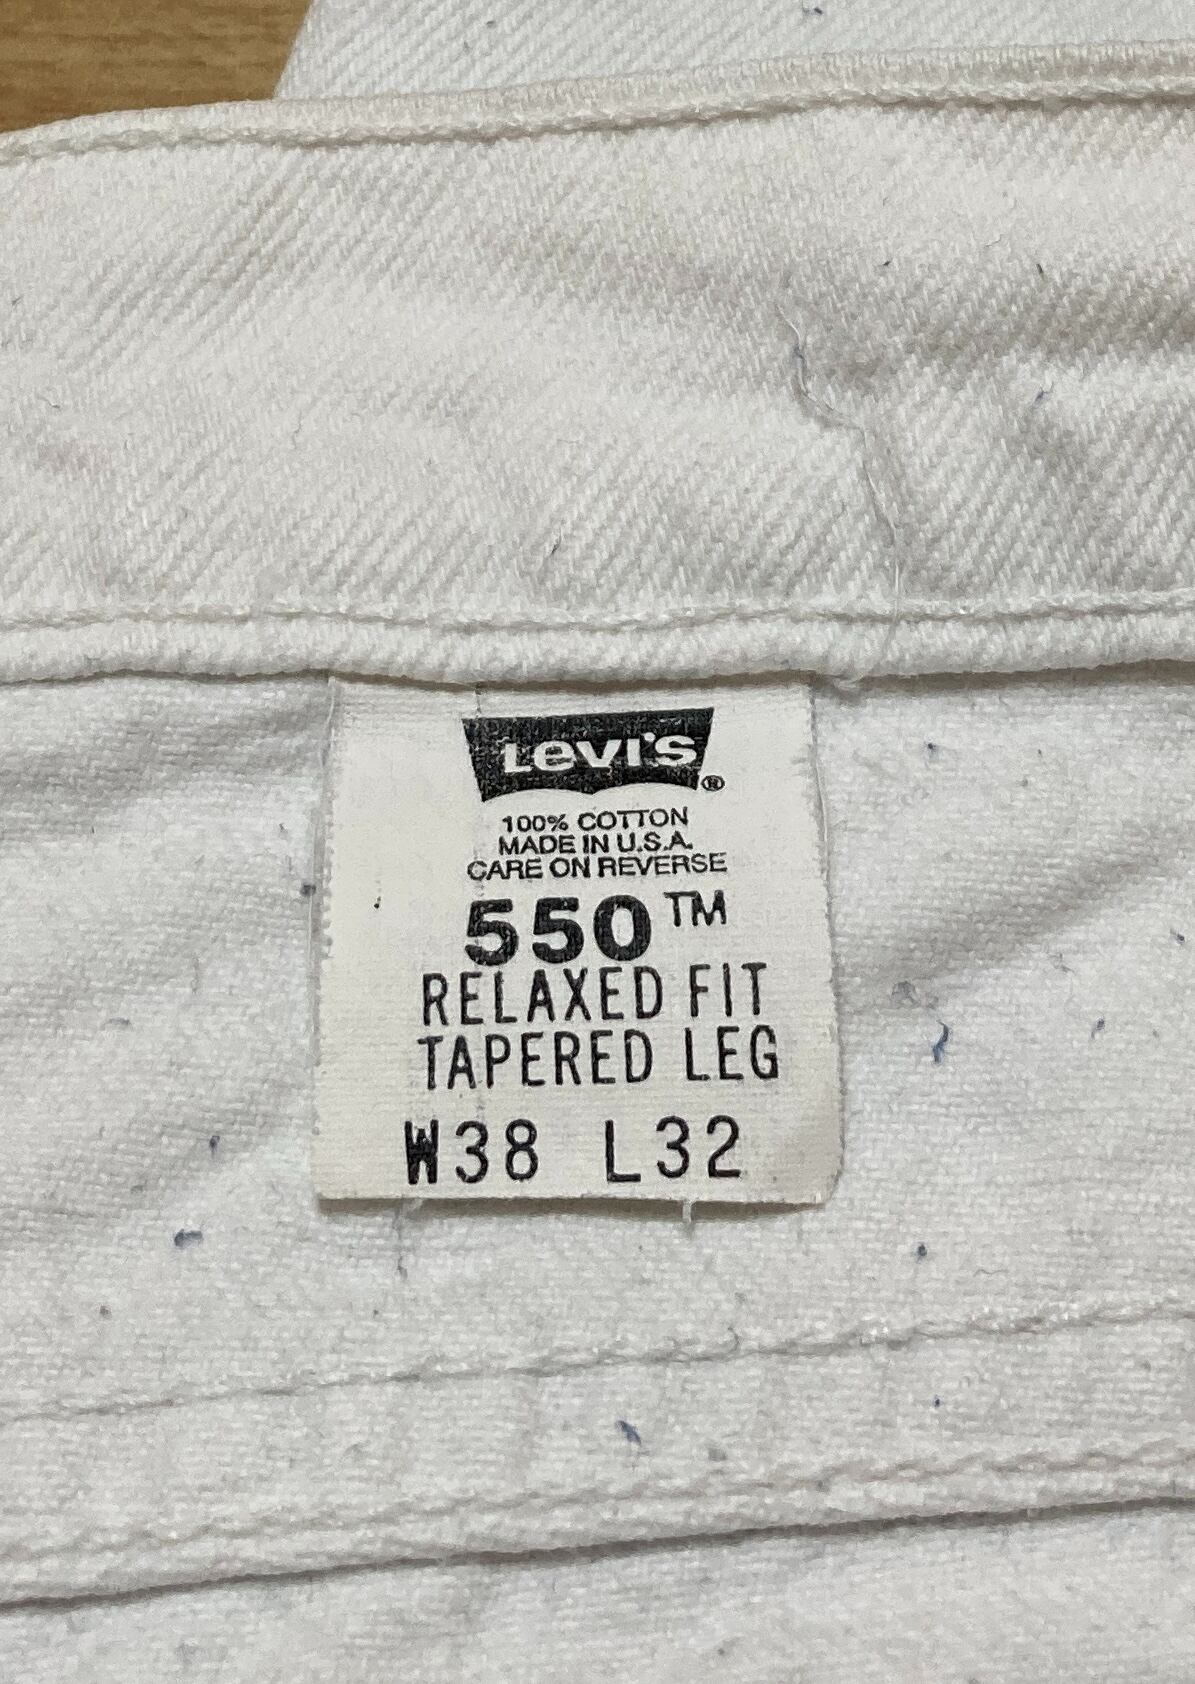 Levi's®
100% COTTON
MADE IN U.S.A.
CARE ON REVERSE
550™
RELAXED FIT
TAPERED LEG
W38 L32